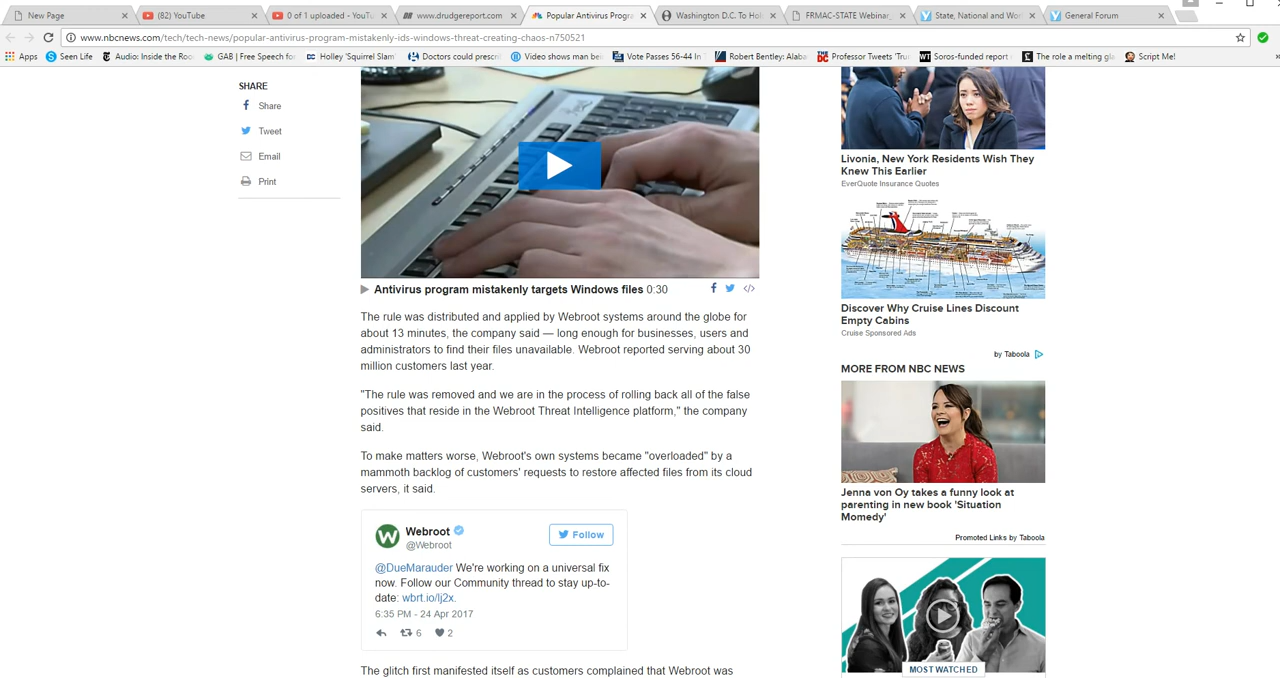 New Page
(82) YouTube
0 of 1 uploaded - YouTu
www.drudgereport.com
Popular Antivirus Progra
Washington D.C. To Hol
FRMAC-STATE Webinar_
State, National and Wor
General Forum
www.nbcnews.com/tech/tech-news/popular-antivirus-program-mistakenly-ids-windows-threat-creating-chaos-n750521
Apps
Seen Life
Audio: Inside the Roo
GAB | Free Speech for
Holley 'Squirrel Slam'
Doctors could prescri
Video shows man bei
Vote Passes 56-44 In
Robert Bentley: Alaba
Professor Tweets 'Tru
Soros-funded report
The role a melting gla
Script Me!
SHARE
Share
Tweet
Email
Print
Antivirus program mistakenly targets Windows files 0:30
The rule was distributed and applied by Webroot systems around the globe for
about 13 minutes, the company said — long enough for businesses, users and
administrators to find their files unavailable. Webroot reported serving about 30
million customers last year.
"The rule was removed and we are in the process of rolling back all of the false
positives that reside in the Webroot Threat Intelligence platform," the company
said.
To make matters worse, Webroot's own systems became "overloaded" by a
mammoth backlog of customers' requests to restore affected files from its cloud
servers, it said.
Webroot
@Webroot
Follow
@DueMarauder We're working on a universal fix
now. Follow our Community thread to stay up-to-
date: wbrt.io/lj2x.
6:35 PM - 24 Apr 2017
6 2
The glitch first manifested itself as customers complained that Webroot was
Livonia, New York Residents Wish They
Knew This Earlier
EverQuote Insurance Quotes
Discover Why Cruise Lines Discount
Empty Cabins
Cruise Sponsored Ads
by Taboola
MORE FROM NBC NEWS
Jenna von Oy takes a funny look at
parenting in new book 'Situation
Momedy'
Promoted Links by Taboola
MOST WATCHED